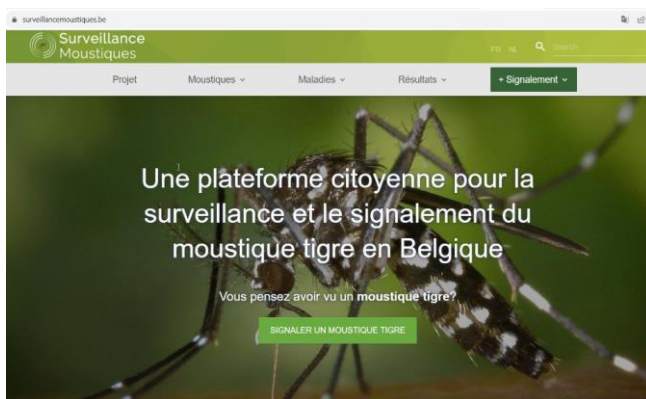 surveillancemoustiques.be
Surveillance
Moustiques
FR NL Search
Projet Moustiques Maladies Résultats + Signalement
Une plateforme citoyenne pour la
surveillance et le signalement du
moustique tigre en Belgique
Vous pensez avoir vu un moustique tigre?
SIGNALER UN MOUSTIQUE TIGRE